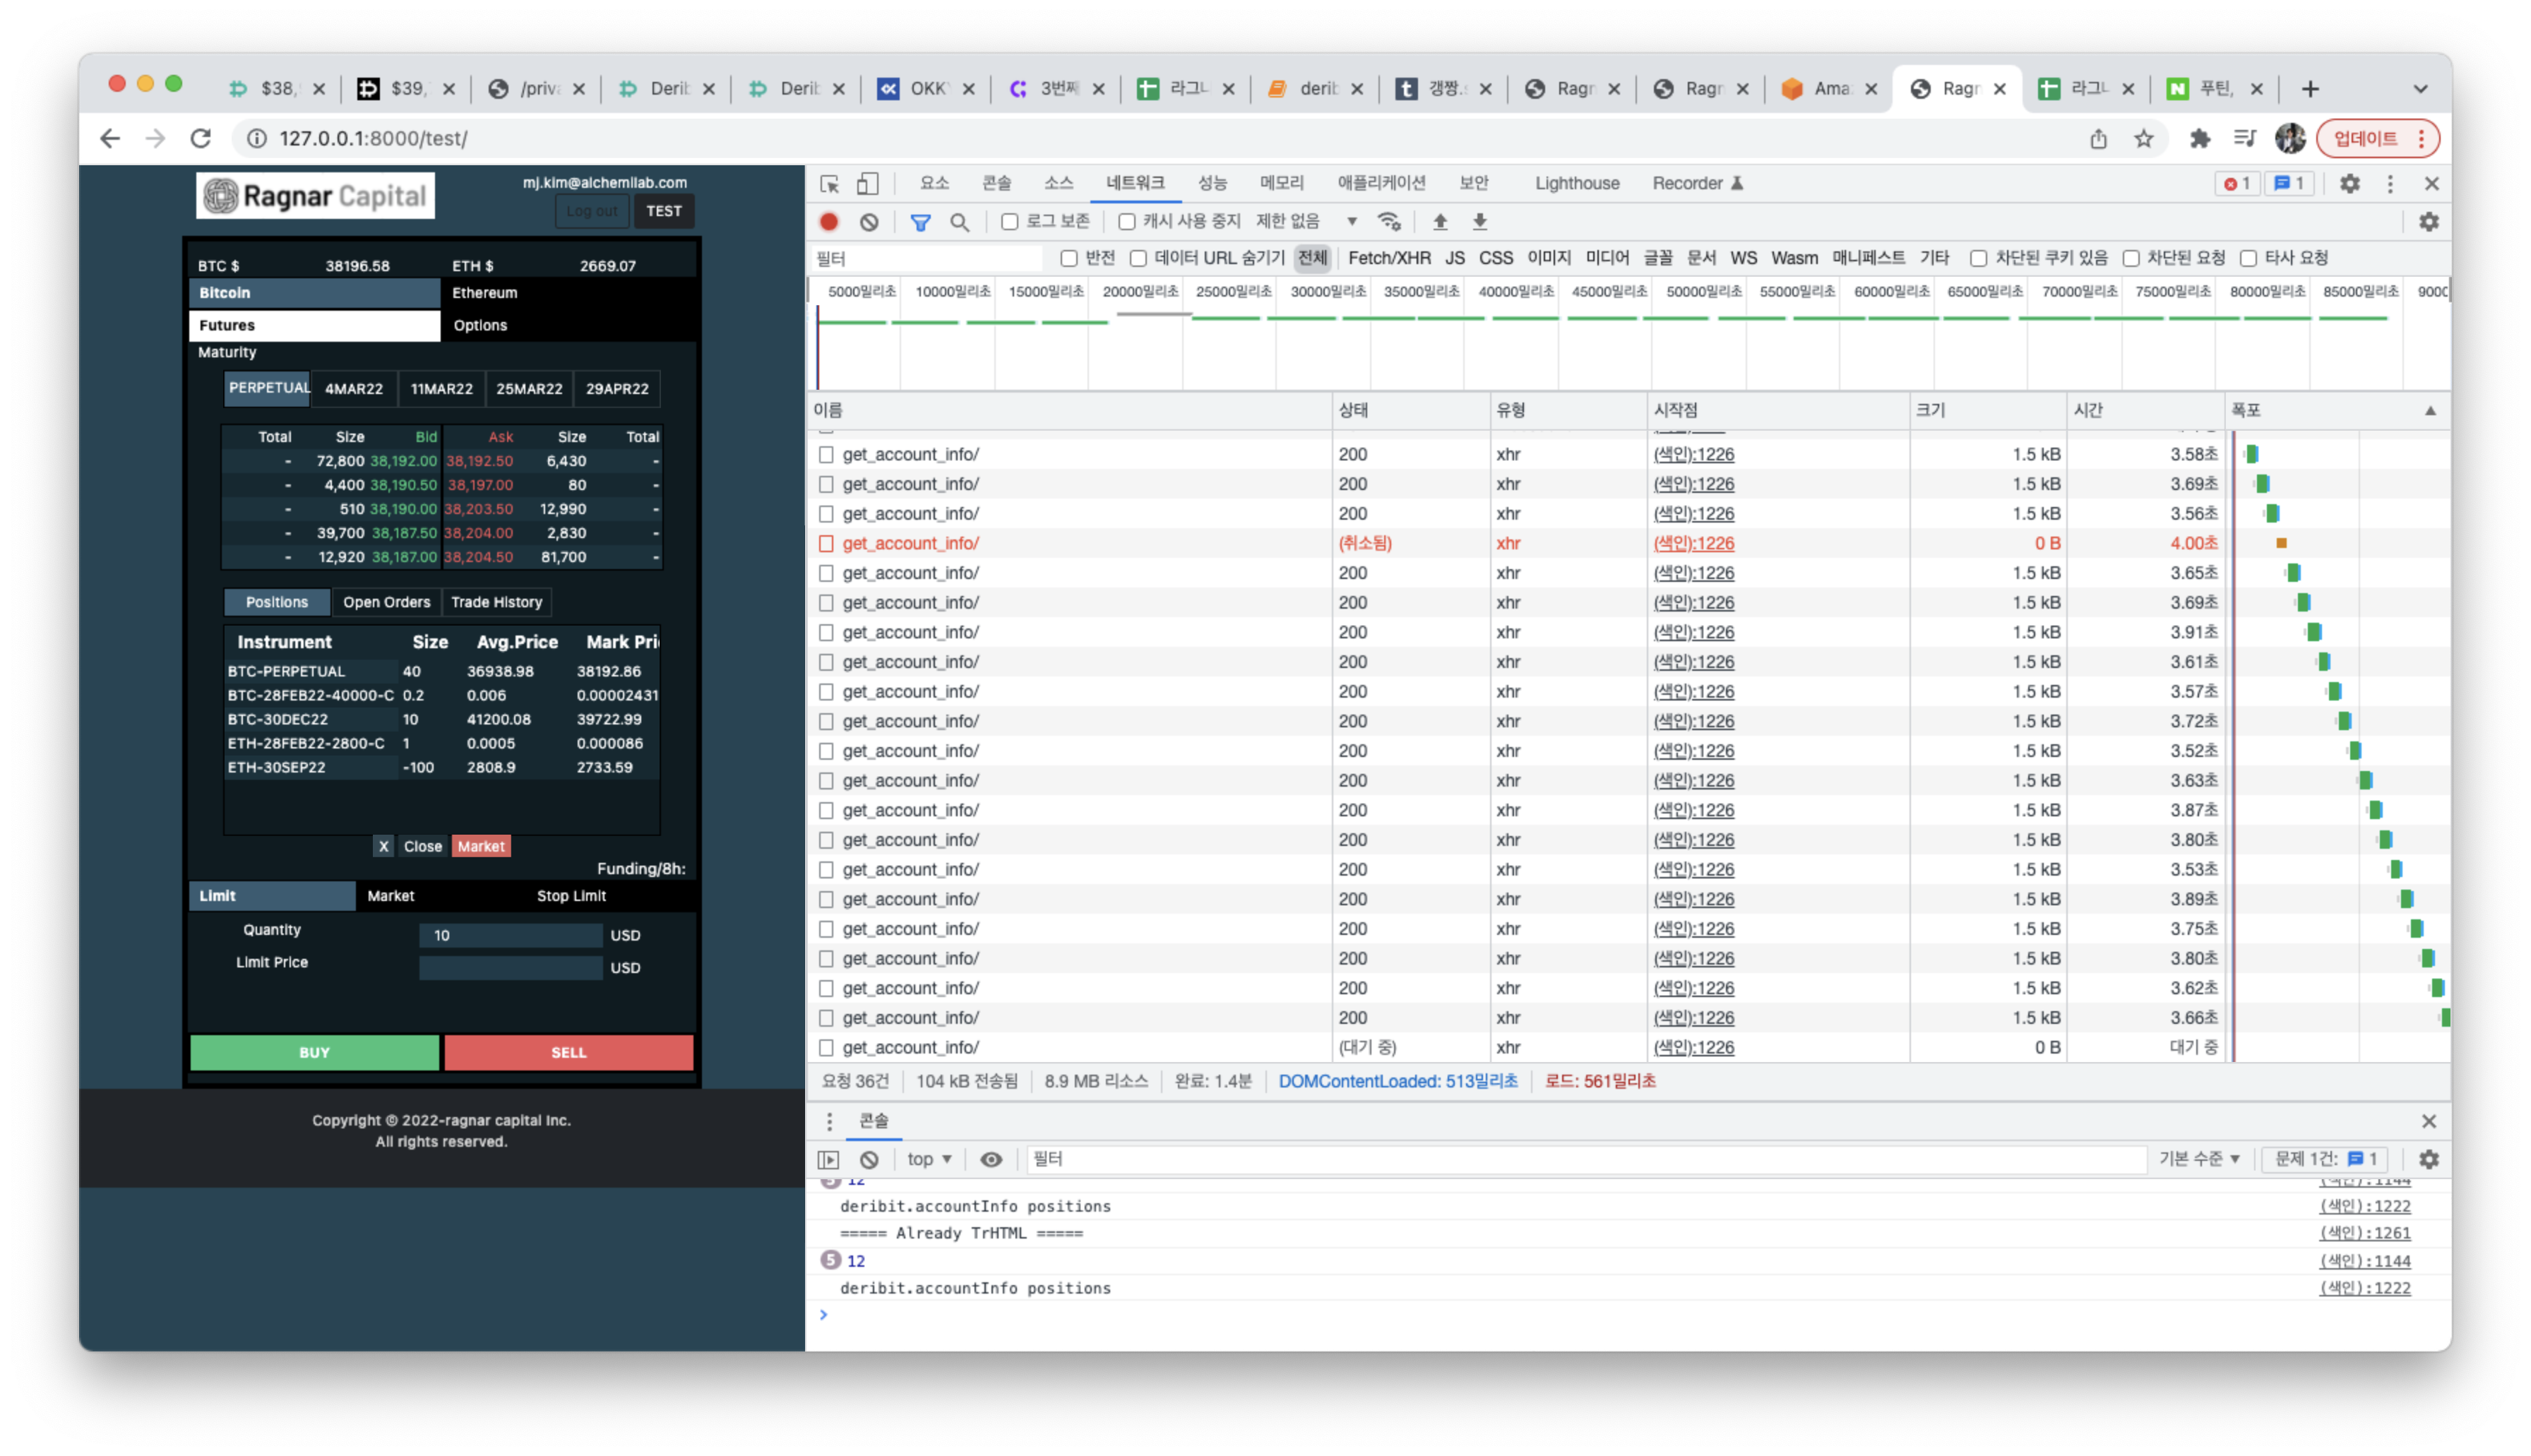 $38,
$39,
/priva
Derib
Derib
OKK
3번째
라그
derib
갱짱.
Ragn
Ragn
Ama
Ragn
라그
푸틴,
127.0.0.1:8000/test/
업데이트
Ragnar Capital
mj.kim@alchemilab.com
Log out TEST
BTC $ 38196.58 ETH $ 2669.07
Bitcoin Ethereum
Futures Options
Maturity
PERPETUAL 4MAR22 11MAR22 25MAR22 29APR22
Total Size Bid Ask Size Total
- 72,800 38,192.00 38,192.50 6,430 -
- 4,400 38,190.50 38,197.00 80 -
- 510 38,190.00 38,203.50 12,990 -
- 39,700 38,187.50 38,204.00 2,830 -
- 12,920 38,187.00 38,204.50 81,700 -
Positions Open Orders Trade History
Instrument Size Avg.Price Mark Pri
BTC-PERPETUAL 40 36938.98 38192.86
BTC-28FEB22-40000-C 0.2 0.006 0.00002431
BTC-30DEC22 10 41200.08 39722.99
ETH-28FEB22-2800-C 1 0.0005 0.000086
ETH-30SEP22 -100 2808.9 2733.59
X Close Market
Funding/8h:
Limit Market Stop Limit
Quantity 10 USD
Limit Price USD
BUY SELL
Copyright © 2022-ragnar capital Inc.
All rights reserved.
요소 콘솔 소스 네트워크 성능 메모리 애플리케이션 보안 Lighthouse Recorder 1 1
로그 보존 캐시 사용 중지 제한 없음
필터 반전 데이터 URL 숨기기 전체 Fetch/XHR JS CSS 이미지 미디어 글꼴 문서 WS Wasm 매니페스트 기타 차단된 쿠키 있음 차단된 요청 타사 요청
5000밀리초 10000밀리초 15000밀리초 20000밀리초 25000밀리초 30000밀리초 35000밀리초 40000밀리초 45000밀리초 50000밀리초 55000밀리초 60000밀리초 65000밀리초 70000밀리초 75000밀리초 80000밀리초 85000밀리초 9000
이름 상태 유형 시작점 크기 시간 폭포
get_account_info/ 200 xhr (색인):1226 1.5 kB 3.58초
get_account_info/ 200 xhr (색인):1226 1.5 kB 3.69초
get_account_info/ 200 xhr (색인):1226 1.5 kB 3.56초
get_account_info/ (취소됨) xhr (색인):1226 0 B 4.00초
get_account_info/ 200 xhr (색인):1226 1.5 kB 3.65초
get_account_info/ 200 xhr (색인):1226 1.5 kB 3.69초
get_account_info/ 200 xhr (색인):1226 1.5 kB 3.91초
get_account_info/ 200 xhr (색인):1226 1.5 kB 3.61초
get_account_info/ 200 xhr (색인):1226 1.5 kB 3.57초
get_account_info/ 200 xhr (색인):1226 1.5 kB 3.72초
get_account_info/ 200 xhr (색인):1226 1.5 kB 3.52초
get_account_info/ 200 xhr (색인):1226 1.5 kB 3.63초
get_account_info/ 200 xhr (색인):1226 1.5 kB 3.87초
get_account_info/ 200 xhr (색인):1226 1.5 kB 3.80초
get_account_info/ 200 xhr (색인):1226 1.5 kB 3.53초
get_account_info/ 200 xhr (색인):1226 1.5 kB 3.89초
get_account_info/ 200 xhr (색인):1226 1.5 kB 3.75초
get_account_info/ 200 xhr (색인):1226 1.5 kB 3.80초
get_account_info/ 200 xhr (색인):1226 1.5 kB 3.62초
get_account_info/ 200 xhr (색인):1226 1.5 kB 3.66초
get_account_info/ (대기 중) xhr (색인):1226 0 B 대기 중
요청 36건 104 kB 전송됨 8.9 MB 리소스 완료: 1.4분 DOMContentLoaded: 513밀리초 로드: 561밀리초
콘솔
top 필터 기본 수준 문제 1건: 1
5 12 (색인):1144
deribit.accountInfo positions (색인):1222
===== Already TrHTML ===== (색인):1261
5 12 (색인):1144
deribit.accountInfo positions (색인):1222